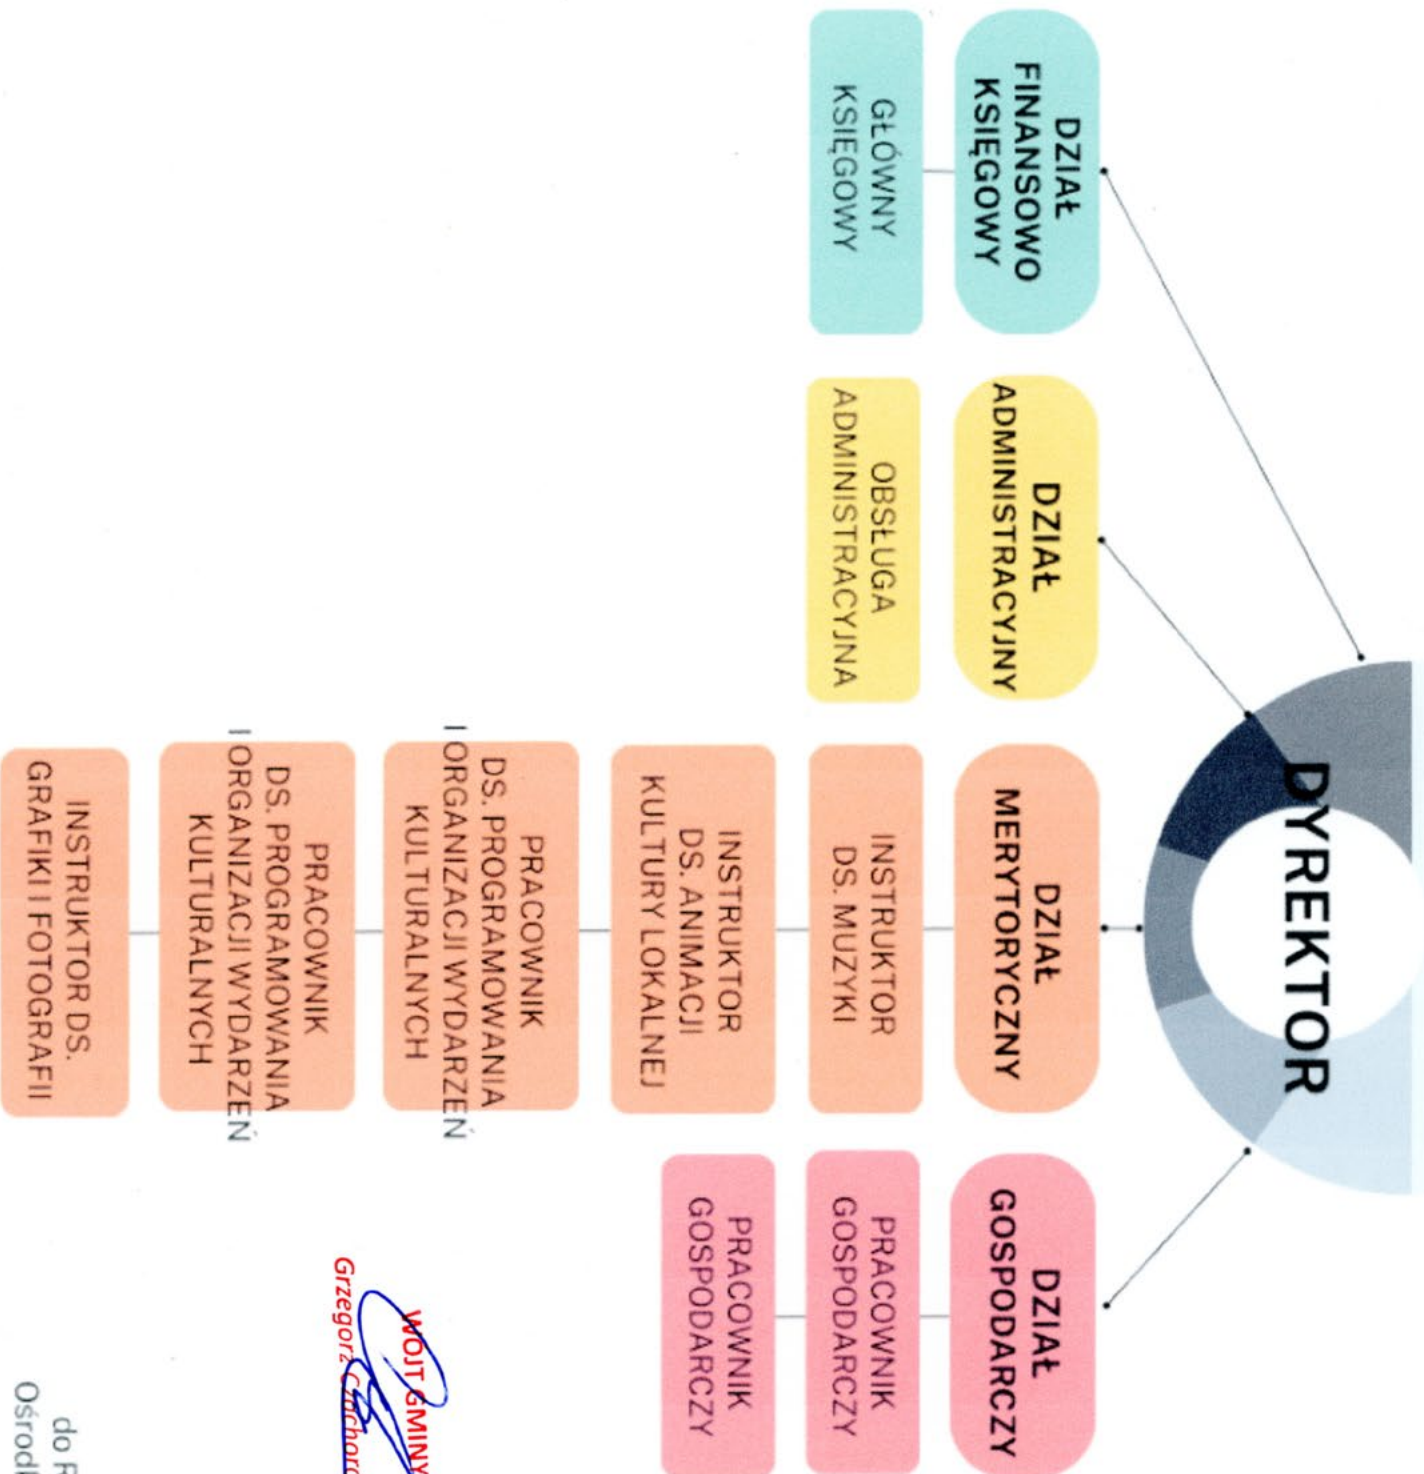 DYREKTOR
DZIAŁ
FINANSOWO
KSIĘGOWY
GŁÓWNY
KSIĘGOWY
DZIAŁ
ADMINISTRACYJNY
OBSŁUGA
ADMINISTRACYJNA
DZIAŁ
MERYTORYCZNY
INSTRUKTOR
DS. MUZYKI
INSTRUKTOR
DS. ANIMACJI
KULTURY LOKALNEJ
PRACOWNIK
DS. PROGRAMOWANIA
I ORGANIZACJI WYDARZEŃ
KULTURALNYCH
PRACOWNIK
DS. PROGRAMOWANIA
I ORGANIZACJI WYDARZEŃ
KULTURALNYCH
INSTRUKTOR DS.
GRAFIKI I FOTOGRAFII
DZIAŁ
GOSPODARCZY
PRACOWNIK
GOSPODARCZY
PRACOWNIK
GOSPODARCZY
WÓJT GMINY
Grzegorz
do